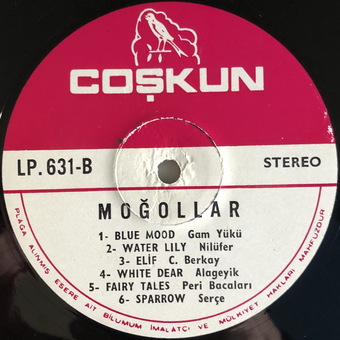 COŞKUN
LP. 631-B
STEREO
MOĞOLLAR
1- BLUE MOOD Gam Yükü
2- WATER LILY Nilüfer
3- ELİF C. Berkay
4- WHITE DEAR Alageyik
5- FAIRY TALES Peri Bacaları
6- SPARROW Serçe
PLAĞA ALINMIŞ ESERE AİT BİLUMUM İMALATÇI VE MÜLKİYET HAKLARI MAHFUZDUR